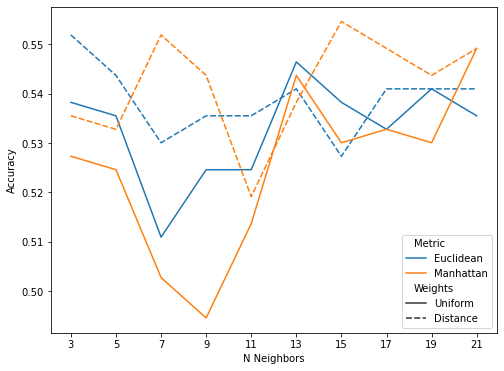 0.55
0.54
0.53
0.52
0.51
0.50
Accuracy
3 5 7 9 11 13 15 17 19 21
N Neighbors
Metric
Euclidean
Manhattan
Weights
Uniform
Distance